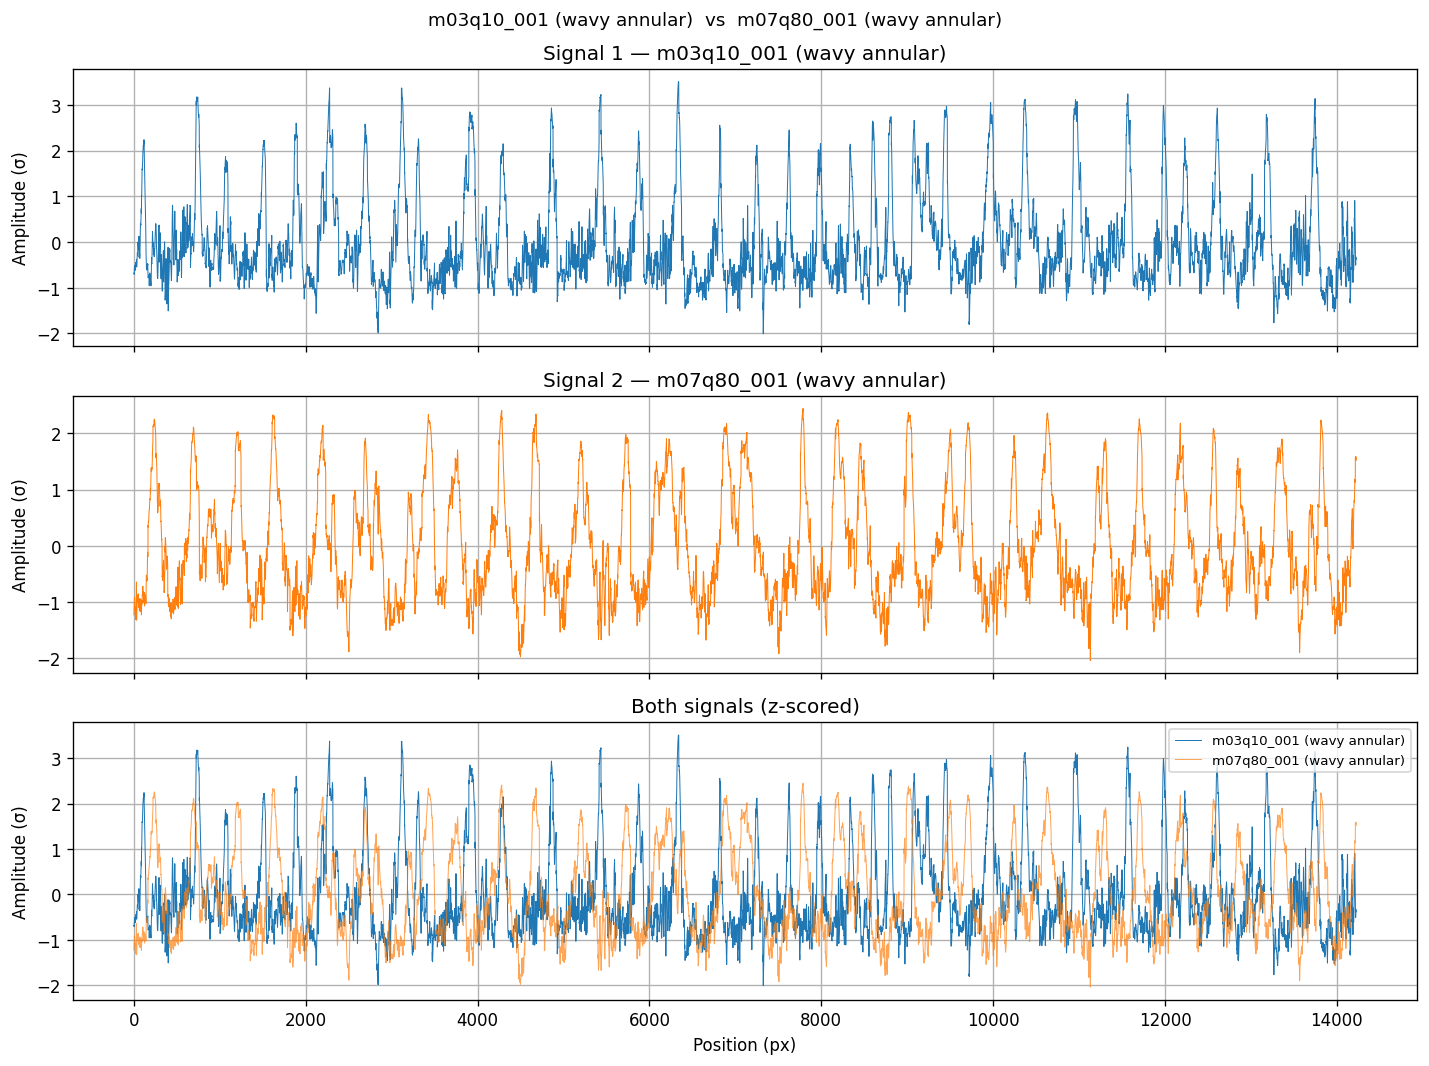 m03q10_001 (wavy annular)  vs  m07q80_001 (wavy annular)
Signal 1 — m03q10_001 (wavy annular)
Amplitude (σ)
3
2
1
0
−1
−2
Signal 2 — m07q80_001 (wavy annular)
Amplitude (σ)
2
1
0
−1
−2
Both signals (z-scored)
m03q10_001 (wavy annular)
m07q80_001 (wavy annular)
Amplitude (σ)
3
2
1
0
−1
−2
0 2000 4000 6000 8000 10000 12000 14000
Position (px)